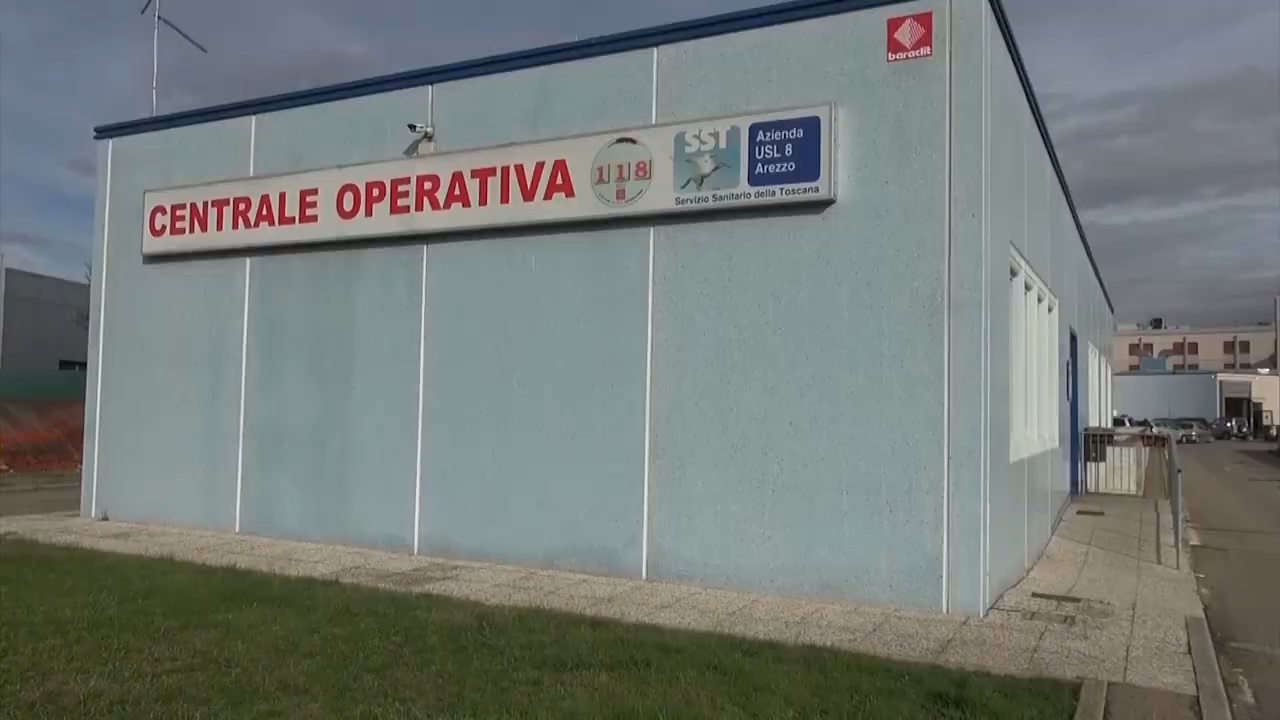 baraclit
CENTRALE OPERATIVA
118
SST
Azienda
USL 8
Arezzo
Servizio Sanitario della Toscana